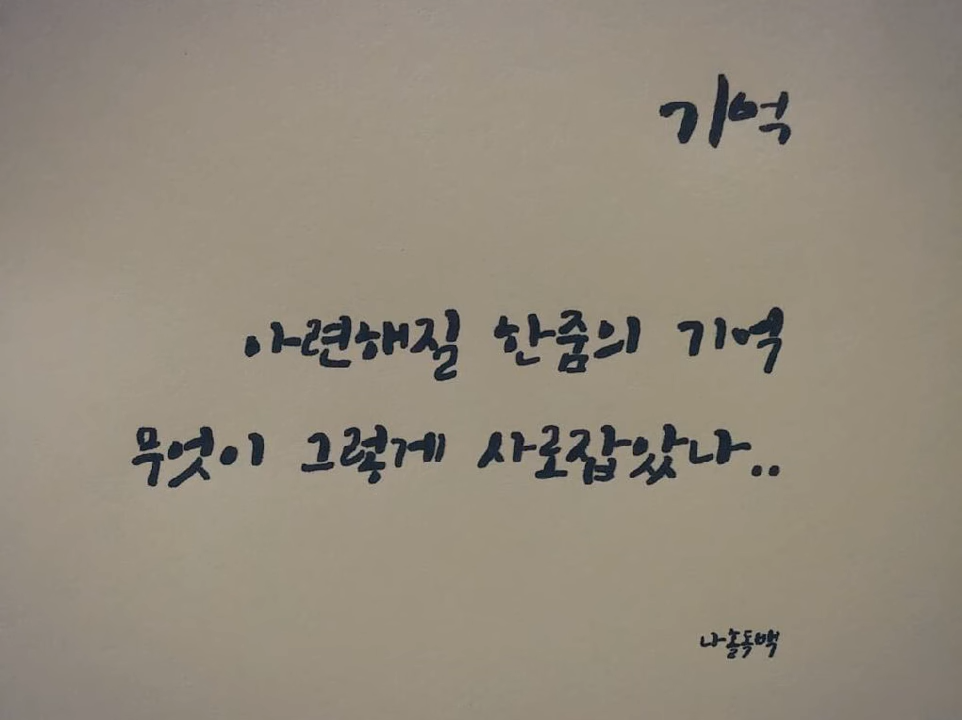 기억
아련해질 한줌의 기억
무엇이 그렇게 사로잡았나..
나홀독백